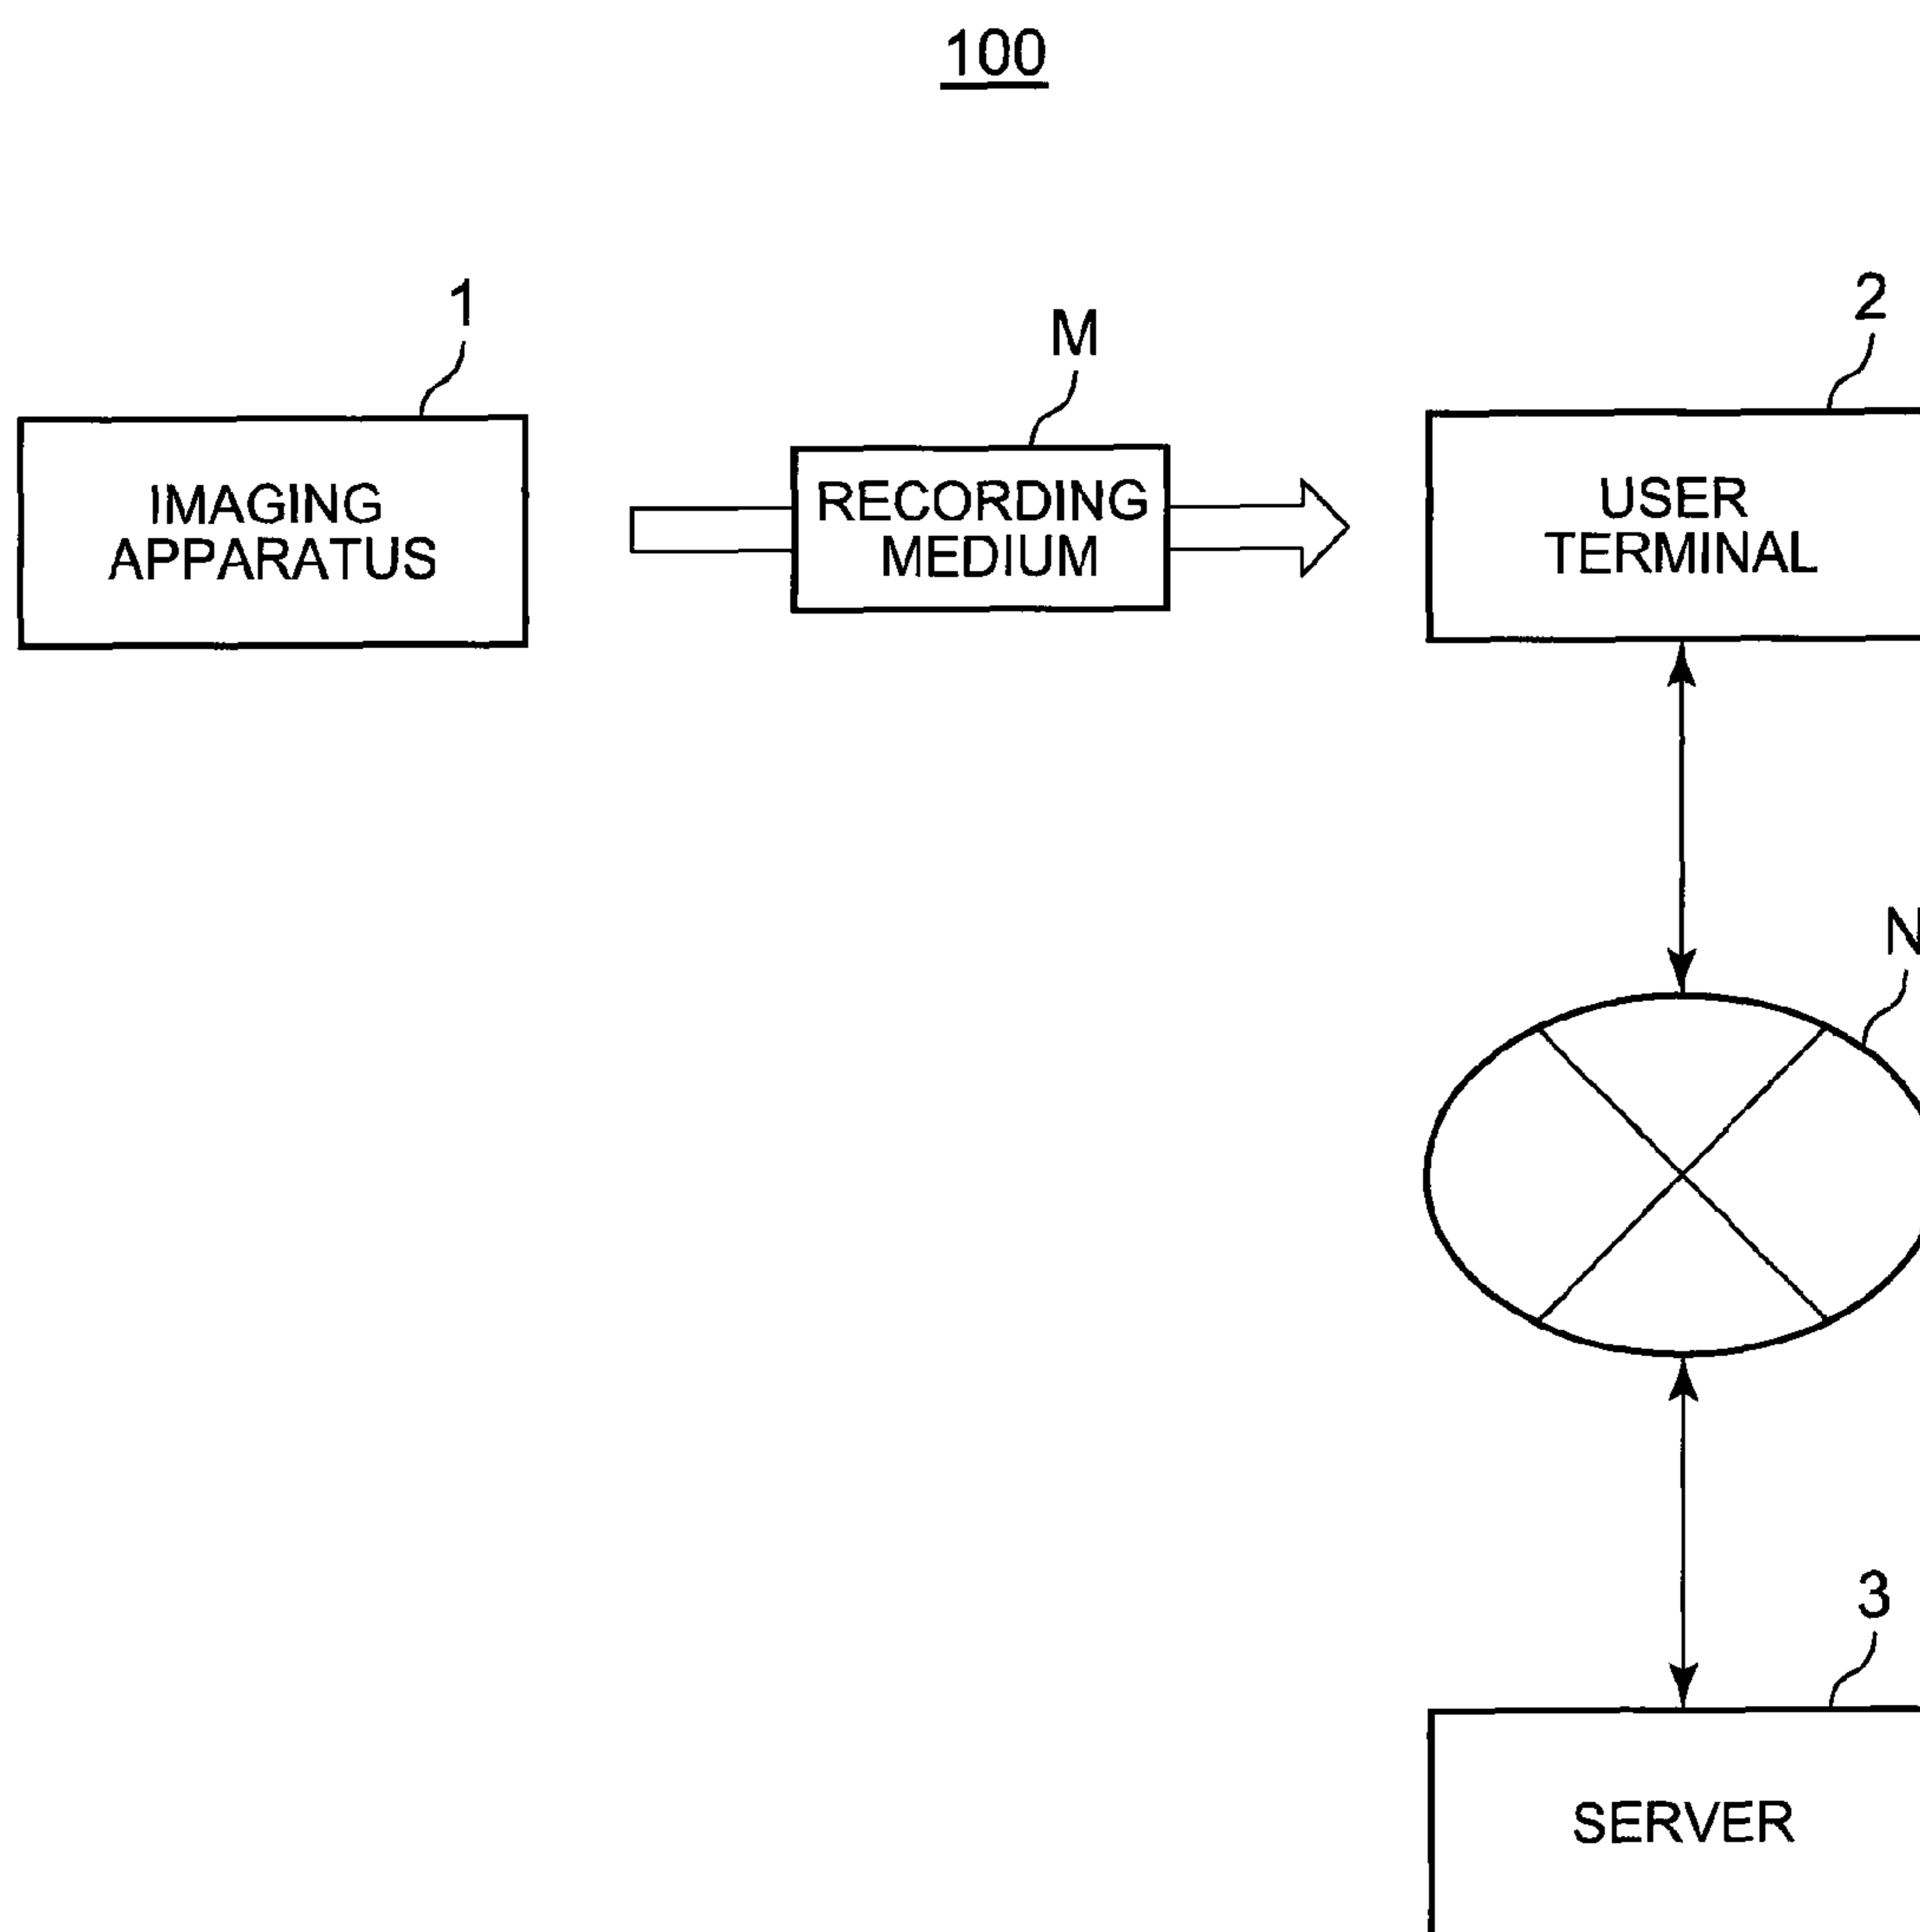 100
1
M
2
IMAGING
APPARATUS
RECORDING
MEDIUM
USER
TERMINAL
N
3
SERVER